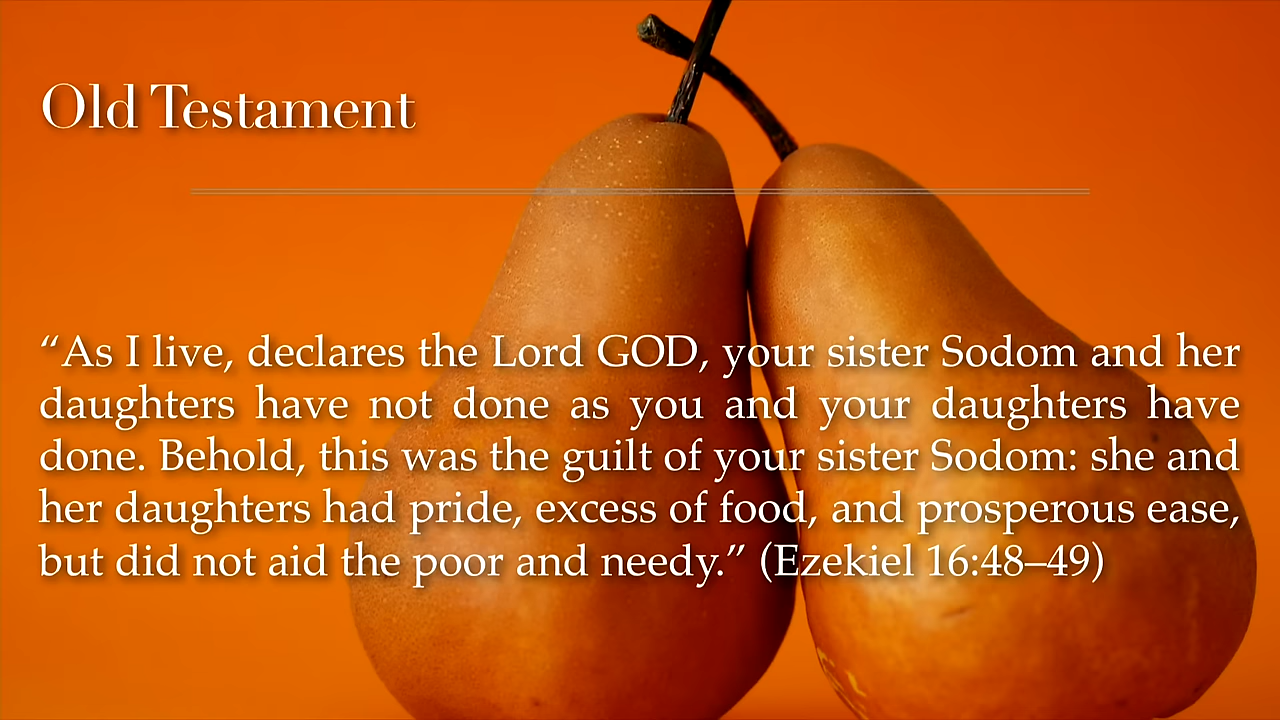 Old Testament
“As I live, declares the Lord GOD, your sister Sodom and her
daughters have not done as you and your daughters have
done. Behold, this was the guilt of your sister Sodom: she and
her daughters had pride, excess of food, and prosperous ease,
but did not aid the poor and needy.” (Ezekiel 16:48–49)